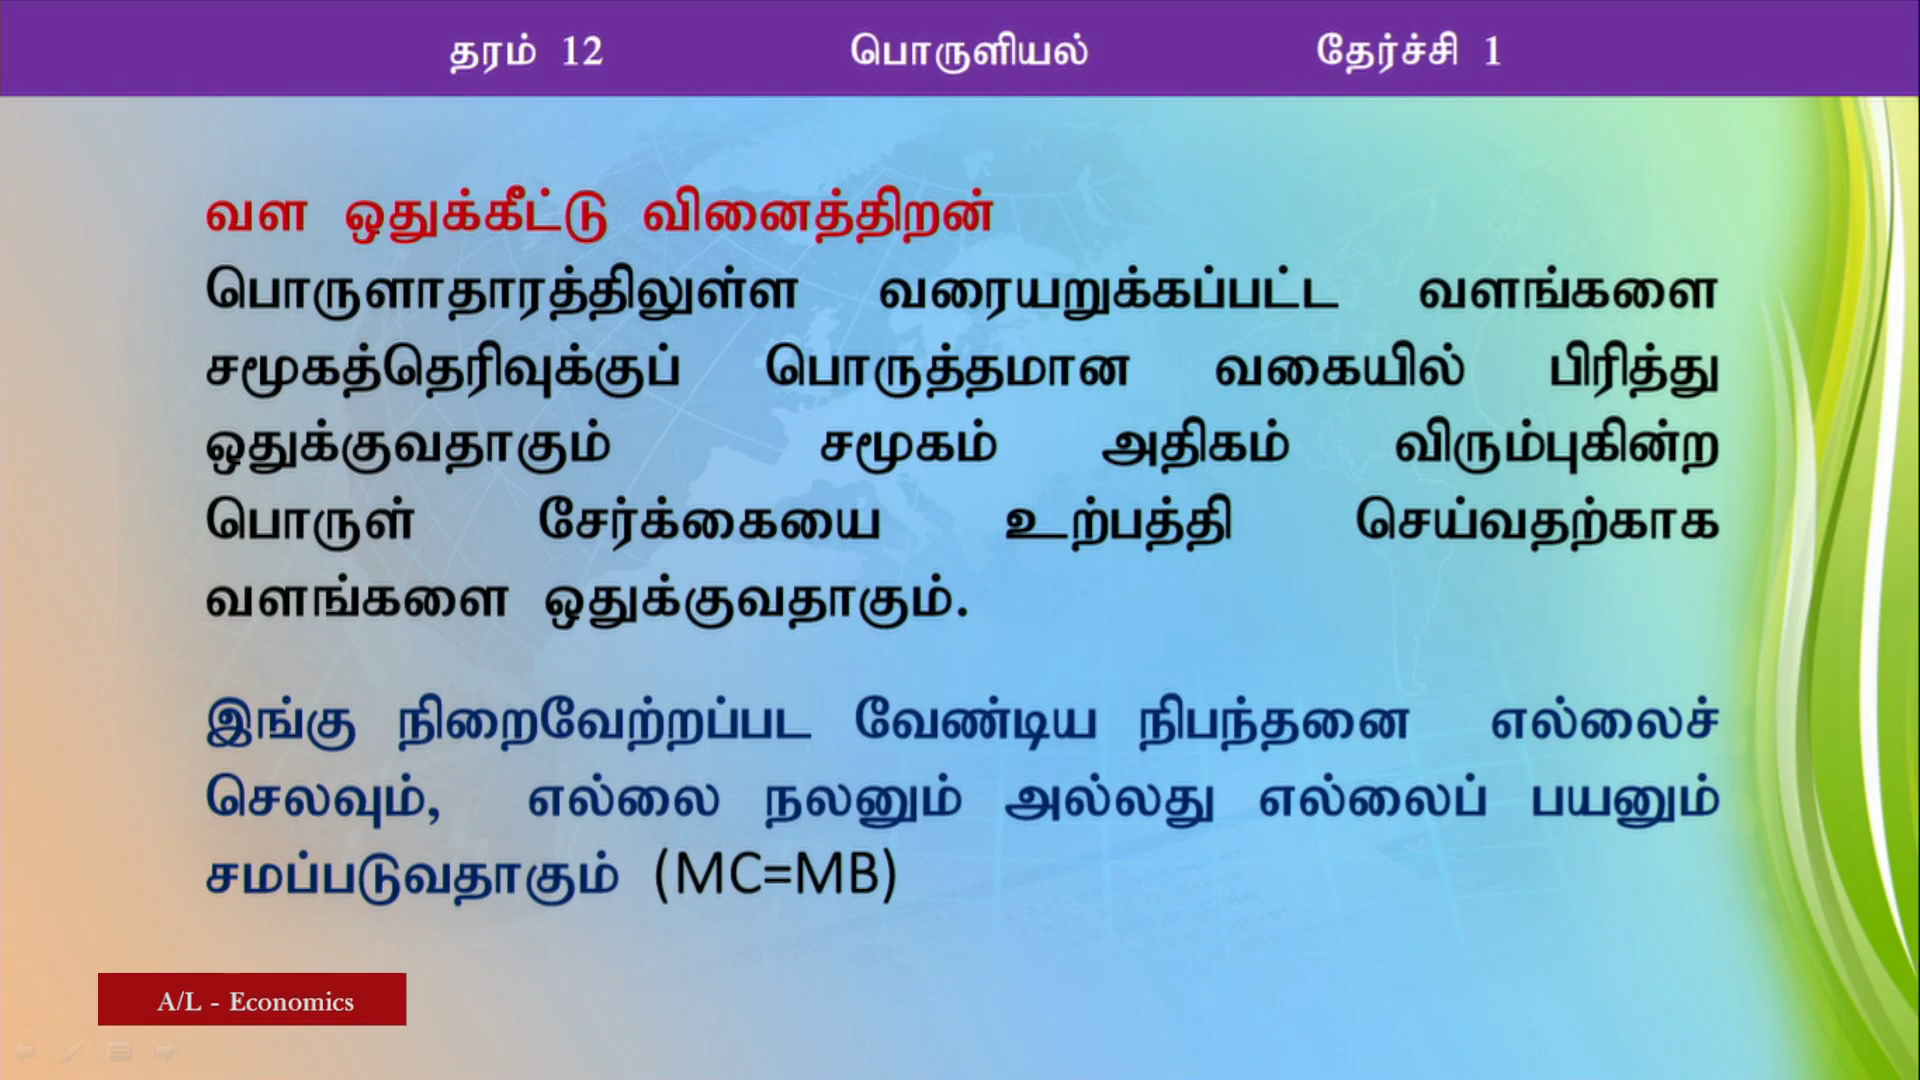 தரம் 12 பொருளியல் தேர்ச்சி 1
வள ஒதுக்கீட்டு வினைத்திறன்
பொருளாதாரத்திலுள்ள வரையறுக்கப்பட்ட வளங்களை
சமூகத்தெரிவுக்குப் பொருத்தமான வகையில் பிரித்து
ஒதுக்குவதாகும் சமூகம் அதிகம் விரும்புகின்ற
பொருள் சேர்க்கையை உற்பத்தி செய்வதற்காக
வளங்களை ஒதுக்குவதாகும்.
இங்கு நிறைவேற்றப்பட வேண்டிய நிபந்தனை எல்லைச்
செலவும், எல்லை நலனும் அல்லது எல்லைப் பயனும்
சமப்படுவதாகும் (MC=MB)
A/L - Economics